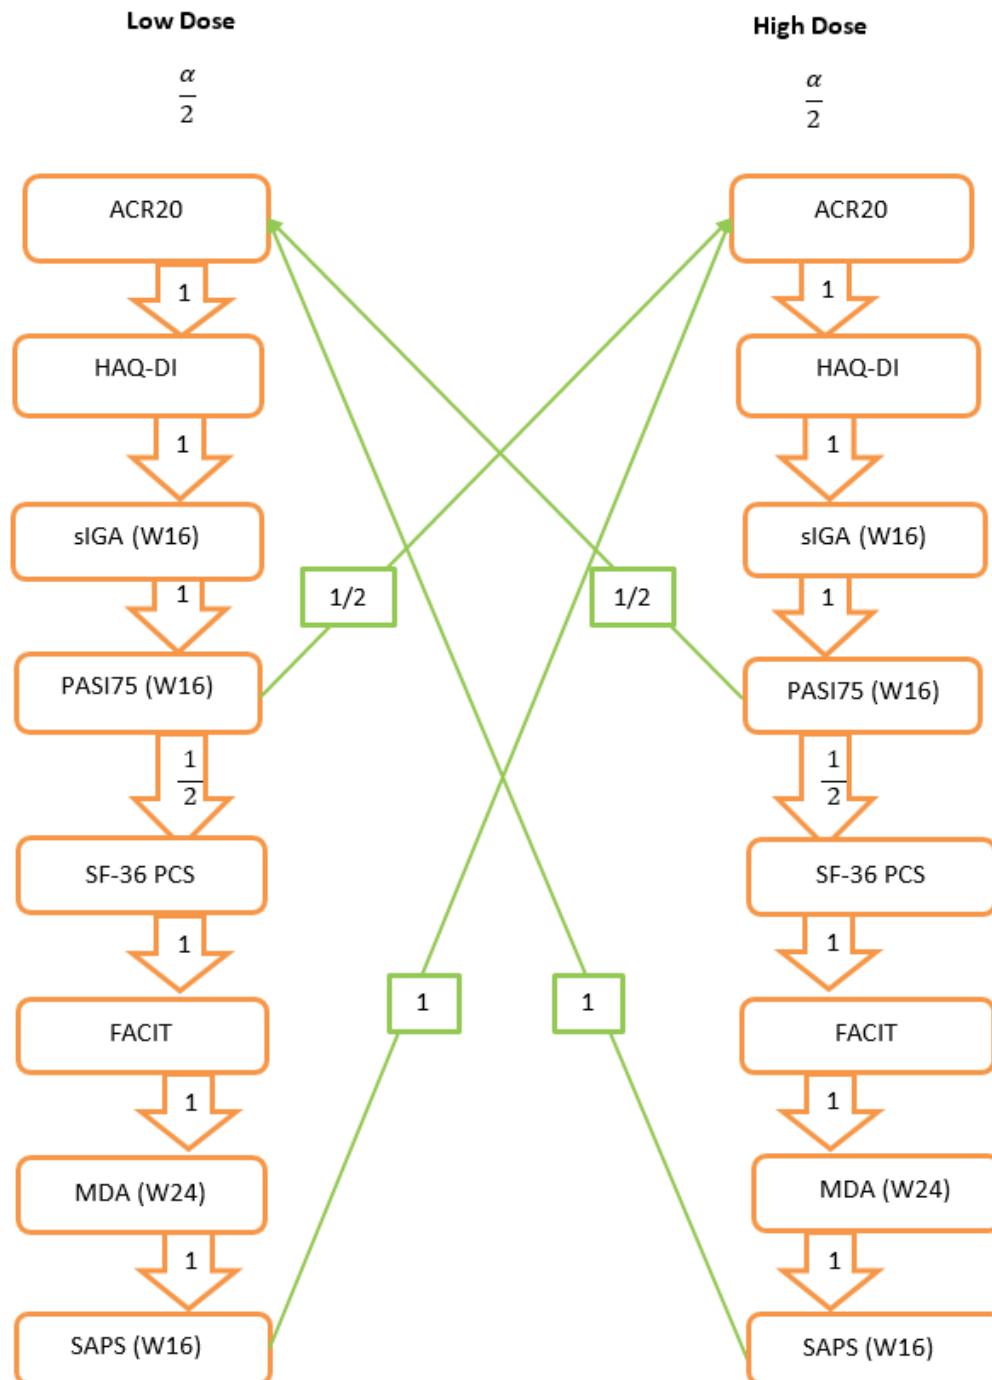 Low Dose
High Dose
α
2
α
2
ACR20
ACR20
1
1
HAQ-DI
HAQ-DI
1
1
sIGA (W16)
sIGA (W16)
1
1/2
1/2
1
PASI75 (W16)
PASI75 (W16)
1
2
1
2
SF-36 PCS
SF-36 PCS
1
1
1
1
FACIT
FACIT
1
1
MDA (W24)
MDA (W24)
1
1
SAPS (W16)
SAPS (W16)